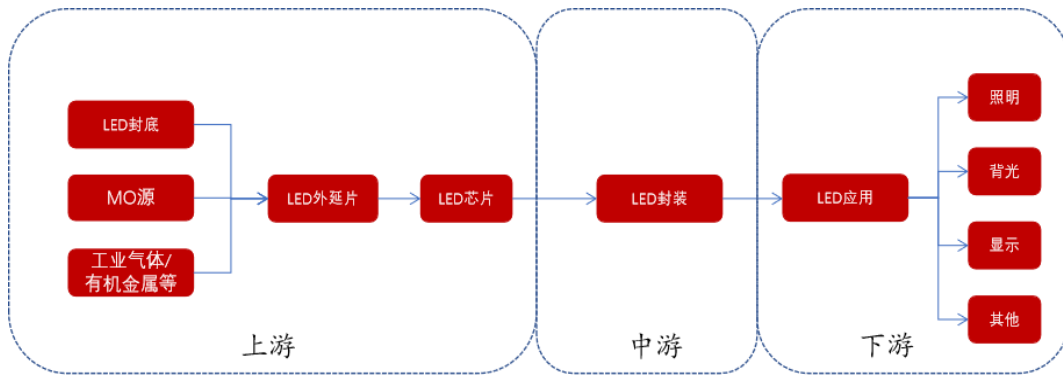 LED封底
MO源
工业气体/
有机金属等
LED外延片
LED芯片
上游
LED封装
中游
LED应用
照明
背光
显示
其他
下游